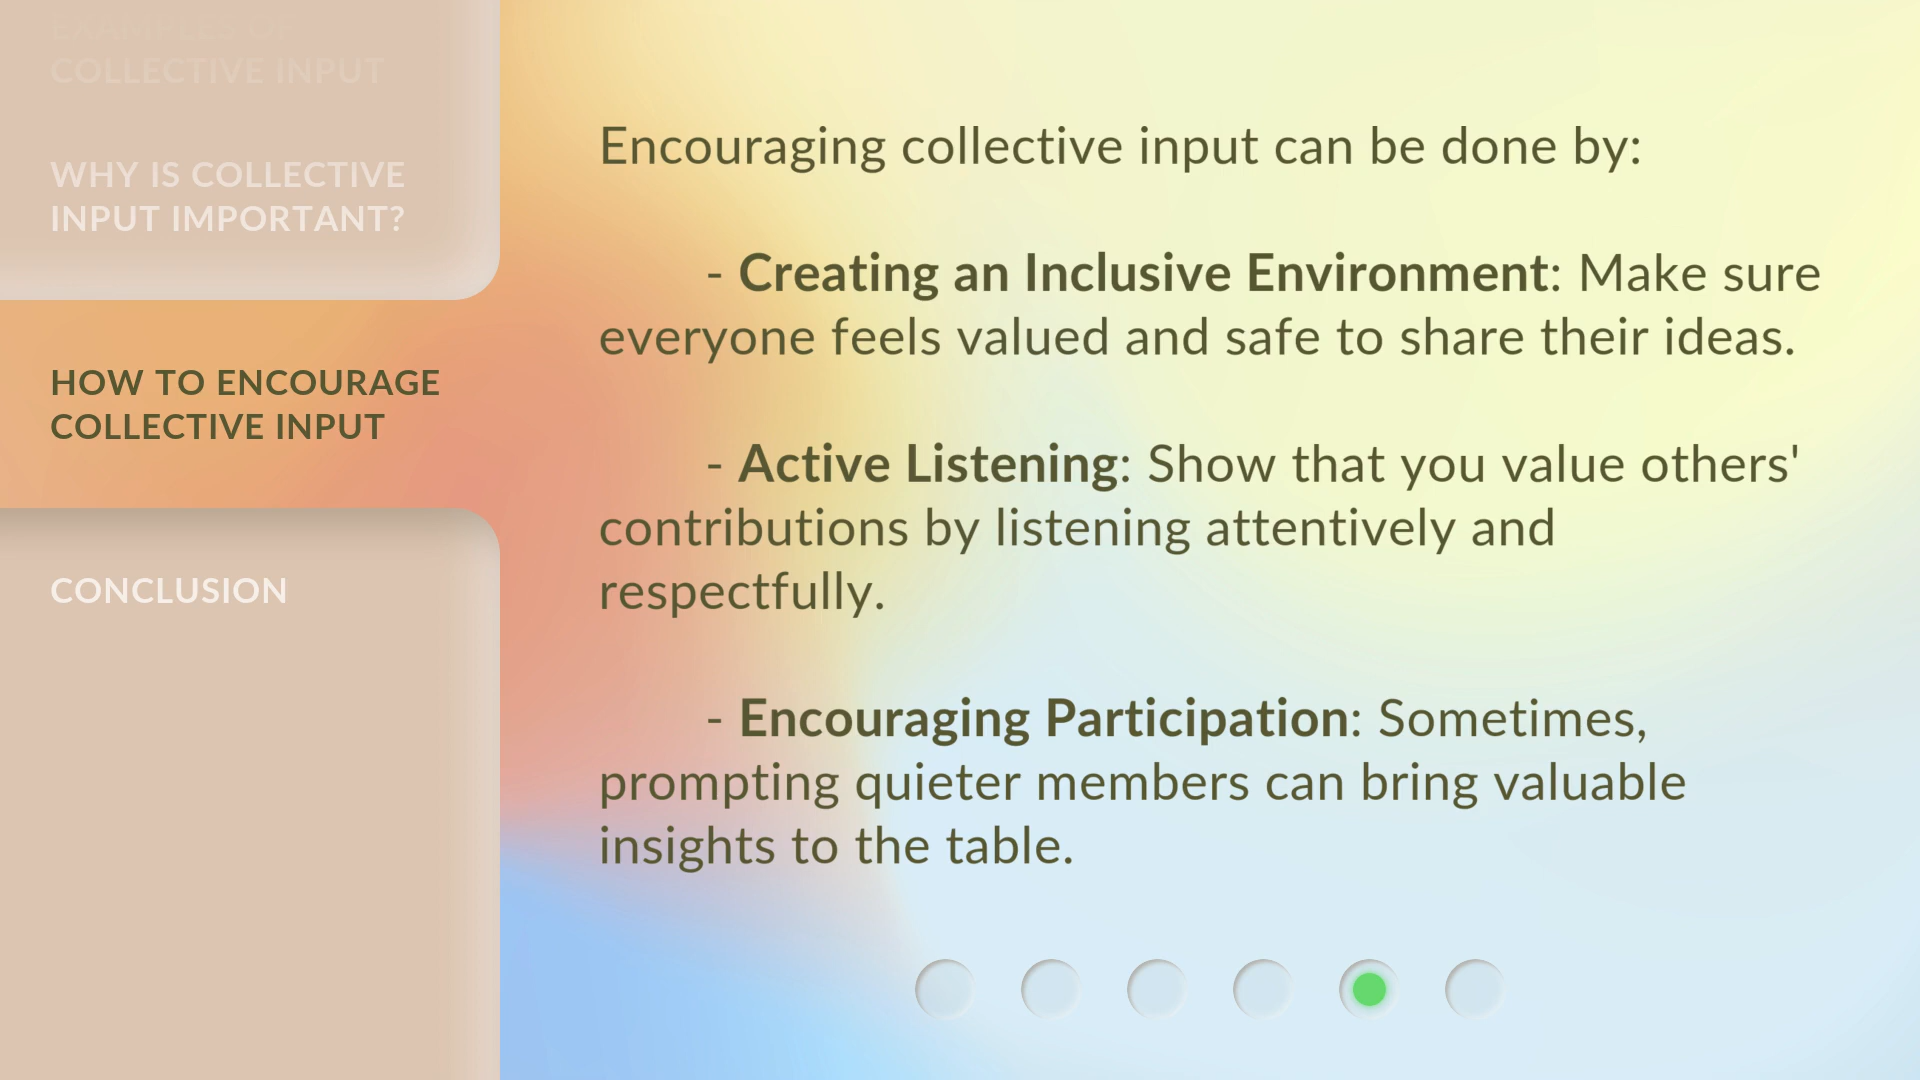 EXAMPLES OF
COLLECTIVE INPUT
WHY IS COLLECTIVE
INPUT IMPORTANT?
HOW TO ENCOURAGE
COLLECTIVE INPUT
CONCLUSION
Encouraging collective input can be done by:
- Creating an Inclusive Environment: Make sure
everyone feels valued and safe to share their ideas.
- Active Listening: Show that you value others'
contributions by listening attentively and
respectfully.
- Encouraging Participation: Sometimes,
prompting quieter members can bring valuable
insights to the table.